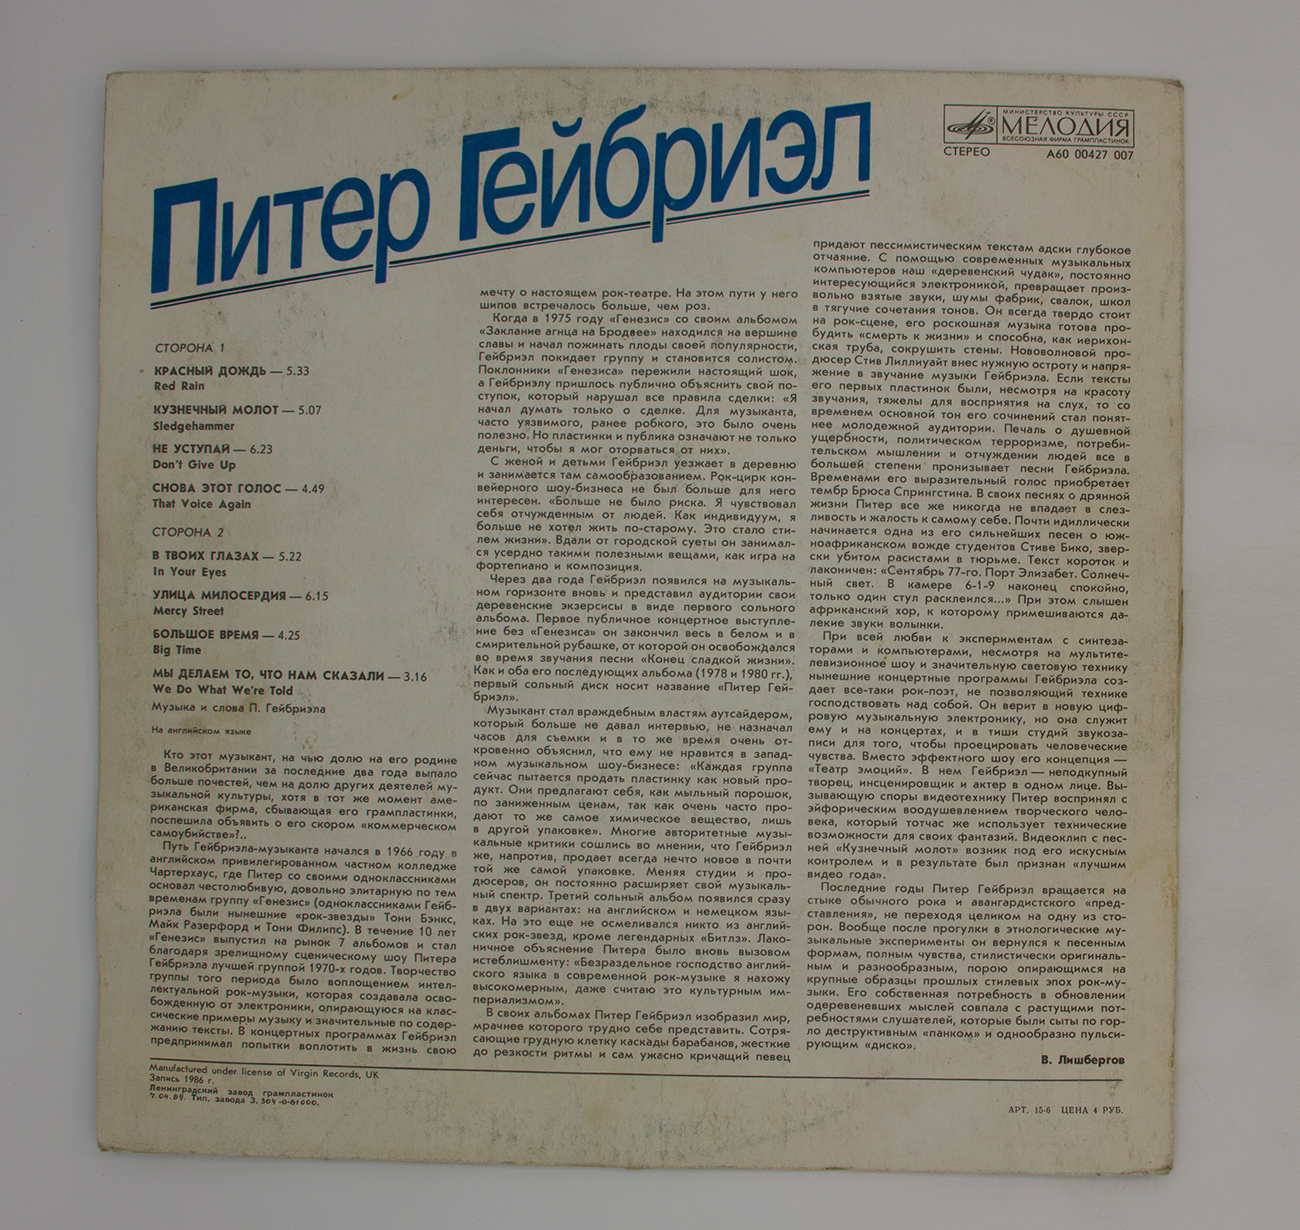 Питер Гейбриэл
МИНИСТЕРСТВО КУЛЬТУРЫ СССР
МЕЛОДИЯ
ВСЕСОЮЗНАЯ ФИРМА ГРАМПЛАСТИНОК
СТЕРЕО А60 00427 007
СТОРОНА 1
КРАСНЫЙ ДОЖДЬ — 5.33
Red Rain
КУЗНЕЧНЫЙ МОЛОТ — 5.07
Sledgehammer
НЕ УСТУПАЙ — 6.23
Don't Give Up
СНОВА ЭТОТ ГОЛОС — 4.49
That Voice Again
СТОРОНА 2
В ТВОИХ ГЛАЗАХ — 5.22
In Your Eyes
УЛИЦА МИЛОСЕРДИЯ — 6.15
Mercy Street
БОЛЬШОЕ ВРЕМЯ — 4.25
Big Time
МЫ ДЕЛАЕМ ТО, ЧТО НАМ СКАЗАЛИ — 3.16
We Do What We're Told
Музыка и слова П. Гейбриэла
На английском языке
Кто этот музыкант, на чью долю на его родине
в Великобритании за последние два года выпало
больше почестей, чем на долю других деятелей му-
зыкальной культуры, хотя в тот же момент аме-
риканская фирма, сбывающая его грампластинки,
поспешила объявить о его скором «коммерческом
самоубийстве»?..
Путь Гейбриэла-музыканта начался в 1966 году в
английском привилегированном частном колледже
Чартерхаус, где Питер со своими одноклассниками
основал честолюбивую, довольно элитарную по тем
временам группу «Генезис» (одноклассниками Гейб-
риэла были нынешние «рок-звезды» Тони Бэнкс,
Майк Разерфорд и Тони Филипс). В течение 10 лет
«Генезис» выпустил на рынок 7 альбомов и стал
благодаря зрелищному сценическому шоу Питера
Гейбриэла лучшей группой 1970-х годов. Творчество
группы того периода было воплощением интел-
лектуальной рок-музыки, которая создавала осво-
божденную от электроники, опирающуюся на клас-
сические примеры музыку и значительные по содер-
жанию тексты. В концертных программах Гейбриэл
предпринимал попытки воплотить в жизнь свою
мечту о настоящем рок-театре. На этом пути у него
шипов встречалось больше, чем роз.
Когда в 1975 году «Генезис» со своим альбомом
«Заклание агнца на Бродвее» находился на вершине
славы и начал пожинать плоды своей популярности,
Гейбриэл покидает группу и становится солистом.
Поклонники «Генезиса» пережили настоящий шок,
а Гейбриэлу пришлось публично объяснить свой по-
ступок, который нарушал все правила сделки: «Я
начал думать только о сделке. Для музыканта,
часто уязвимого, ранее робкого, это было очень
полезно. Но пластинки и публика означают не только
деньги, чтобы я мог оторваться от них».
С женой и детьми Гейбриэл уезжает в деревню
и занимается там самообразованием. Рок-цирк кон-
вейерного шоу-бизнеса не был больше для него
интересен. «Больше не было риска. Я чувствовал
себя отчужденным от людей. Как индивидуум, я
больше не хотел жить по-старому. Это стало сти-
лем жизни». Вдали от городской суеты он занимал-
ся усердно такими полезными вещами, как игра на
фортепиано и композиция.
Через два года Гейбриэл появился на музыкаль-
ном горизонте вновь и представил аудитории свои
деревенские экзерсисы в виде первого сольного
альбома. Первое публичное концертное выступле-
ние без «Генезиса» он закончил весь в белом и в
смирительной рубашке, от которой он освобождался
во время звучания песни «Конец сладкой жизни».
Как и оба его последующих альбома (1978 и 1980 гг.),
первый сольный диск носит название «Питер Гей-
бриэл».
Музыкант стал враждебным властям аутсайдером,
который больше не давал интервью, не назначал
часов для съемки и в то же время очень от-
кровенно объяснил, что ему не нравится в запад-
ном музыкальном шоу-бизнесе: «Каждая группа
сейчас пытается продать пластинку как новый про-
дукт. Они предлагают себя, как мыльный порошок,
по заниженным ценам, так как очень часто про-
дают то же самое химическое вещество, лишь
в другой упаковке». Многие авторитетные музы-
кальные критики сошлись во мнении, что Гейбриэл
же, напротив, продает всегда нечто новое в почти
той же самой упаковке. Меняя студии и про-
дюсеров, он постоянно расширяет свой музыкаль-
ный спектр. Третий сольный альбом появился сразу
в двух вариантах: на английском и немецком язы-
ках. На это еще не осмеливался никто из англий-
ских рок-звезд, кроме легендарных «Битлз». Лако-
ничное объяснение Питера было вновь вызовом
истеблишменту: «Безраздельное господство англий-
ского языка в современной рок-музыке я нахожу
высокомерным, даже считаю это культурным им-
периализмом».
В своих альбомах Питер Гейбриэл изобразил мир,
мрачнее которого трудно себе представить. Сотря-
сающие грудную клетку каскады барабанов, жесткие
до резкости ритмы и сам ужасно кричащий певец
придают пессимистическим текстам адски глубокое
отчаяние. С помощью современных музыкальных
компьютеров наш «деревенский чудак», постоянно
интересующийся электроникой, превращает произ-
вольно взятые звуки, шумы фабрик, свалок, школ
в тягучие сочетания тонов. Он всегда твердо стоит
на рок-сцене, его роскошная музыка готова про-
будить «смерть к жизни» и способна, как иерихон-
ская труба, сокрушить стены. Нововолновой про-
дюсер Стив Лиллиуайт внес нужную остроту и напря-
жение в звучание музыки Гейбриэла. Если тексты
его первых пластинок были, несмотря на красоту
звучания, тяжелы для восприятия на слух, то со
временем основной тон его сочинений стал понят-
нее молодежной аудитории. Печаль о душевной
ущербности, политическом терроризме, потреби-
тельском мышлении и отчуждении людей все в
большей степени пронизывает песни Гейбриэла.
Временами его выразительный голос приобретает
тембр Брюса Спрингстина. В своих песнях о дрянной
жизни Питер все же никогда не впадает в слез-
ливость и жалость к самому себе. Почти идиллически
начинается одна из его сильнейших песен о юж-
ноафриканском вожде студентов Стиве Бико, звер-
ски убитом расистами в тюрьме. Текст короток и
лаконичен: «Сентябрь 77-го. Порт Элизабет. Солнеч-
ный свет. В камере 6-1-9 наконец спокойно,
только один стул расклеился...» При этом слышен
африканский хор, к которому примешиваются да-
лекие звуки волынки.
При всей любви к экспериментам с синтеза-
торами и компьютерами, несмотря на мультите-
левизионное шоу и значительную световую технику
нынешние концертные программы Гейбриэла соз-
дает все-таки рок-поэт, не позволяющий технике
господствовать над собой. Он верит в новую циф-
ровую музыкальную электронику, но она служит
ему и на концертах, и в тиши студий звукоза-
писи для того, чтобы проецировать человеческие
чувства. Вместо эффектного шоу его концепция —
«Театр эмоций». В нем Гейбриэл — неподкупный
творец, инсценировщик и актер в одном лице. Вы-
зывающую споры видеотехнику Питер воспринял с
эйфорическим воодушевлением творческого чело-
века, который тотчас же использует технические
возможности для своих фантазий. Видеоклип с пес-
ней «Кузнечный молот» возник под его искусным
контролем и в результате был признан «лучшим
видео года».
Последние годы Питер Гейбриэл вращается на
стыке обычного рока и авангардистского «пред-
ставления», не переходя целиком на одну из сто-
рон. Вообще после прогулки в этнологические му-
зыкальные эксперименты он вернулся к песенным
формам, полным чувства, стилистически оригиналь-
ным и разнообразным, порою опирающимся на
крупные образцы прошлых стилевых эпох рок-му-
зыки. Его собственная потребность в обновлении
одеревеневших мыслей совпала с растущими пот-
ребностями слушателей, которые были сыты по гор-
ло деструктивным «панком» и однообразно пульси-
рующим «диско».
В. Лишбергов
Manufactured under license of Virgin Records, UK
Запись 1986 г.
Ленинградский завод грампластинок
7.04.89. Тип. завода З. 304-0-81000.
АРТ. 15-6 ЦЕНА 4 РУБ.